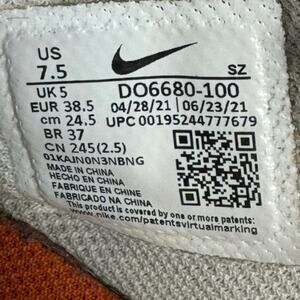 US
7.5 SZ
UK 5 DO6680-100
EUR 38.5 04/28/21 06/23/21
cm 24.5 UPC 00195244777679
BR 37
CN 245(2.5)
01KAJN0N3NBNG
MADE IN CHINA
HECHO EN CHINA
FABRIQUE EN CHINE
FABRICADO NA CHINA
This product is covered by one or more patents:
www.nike.com/patentsvirtualmarking